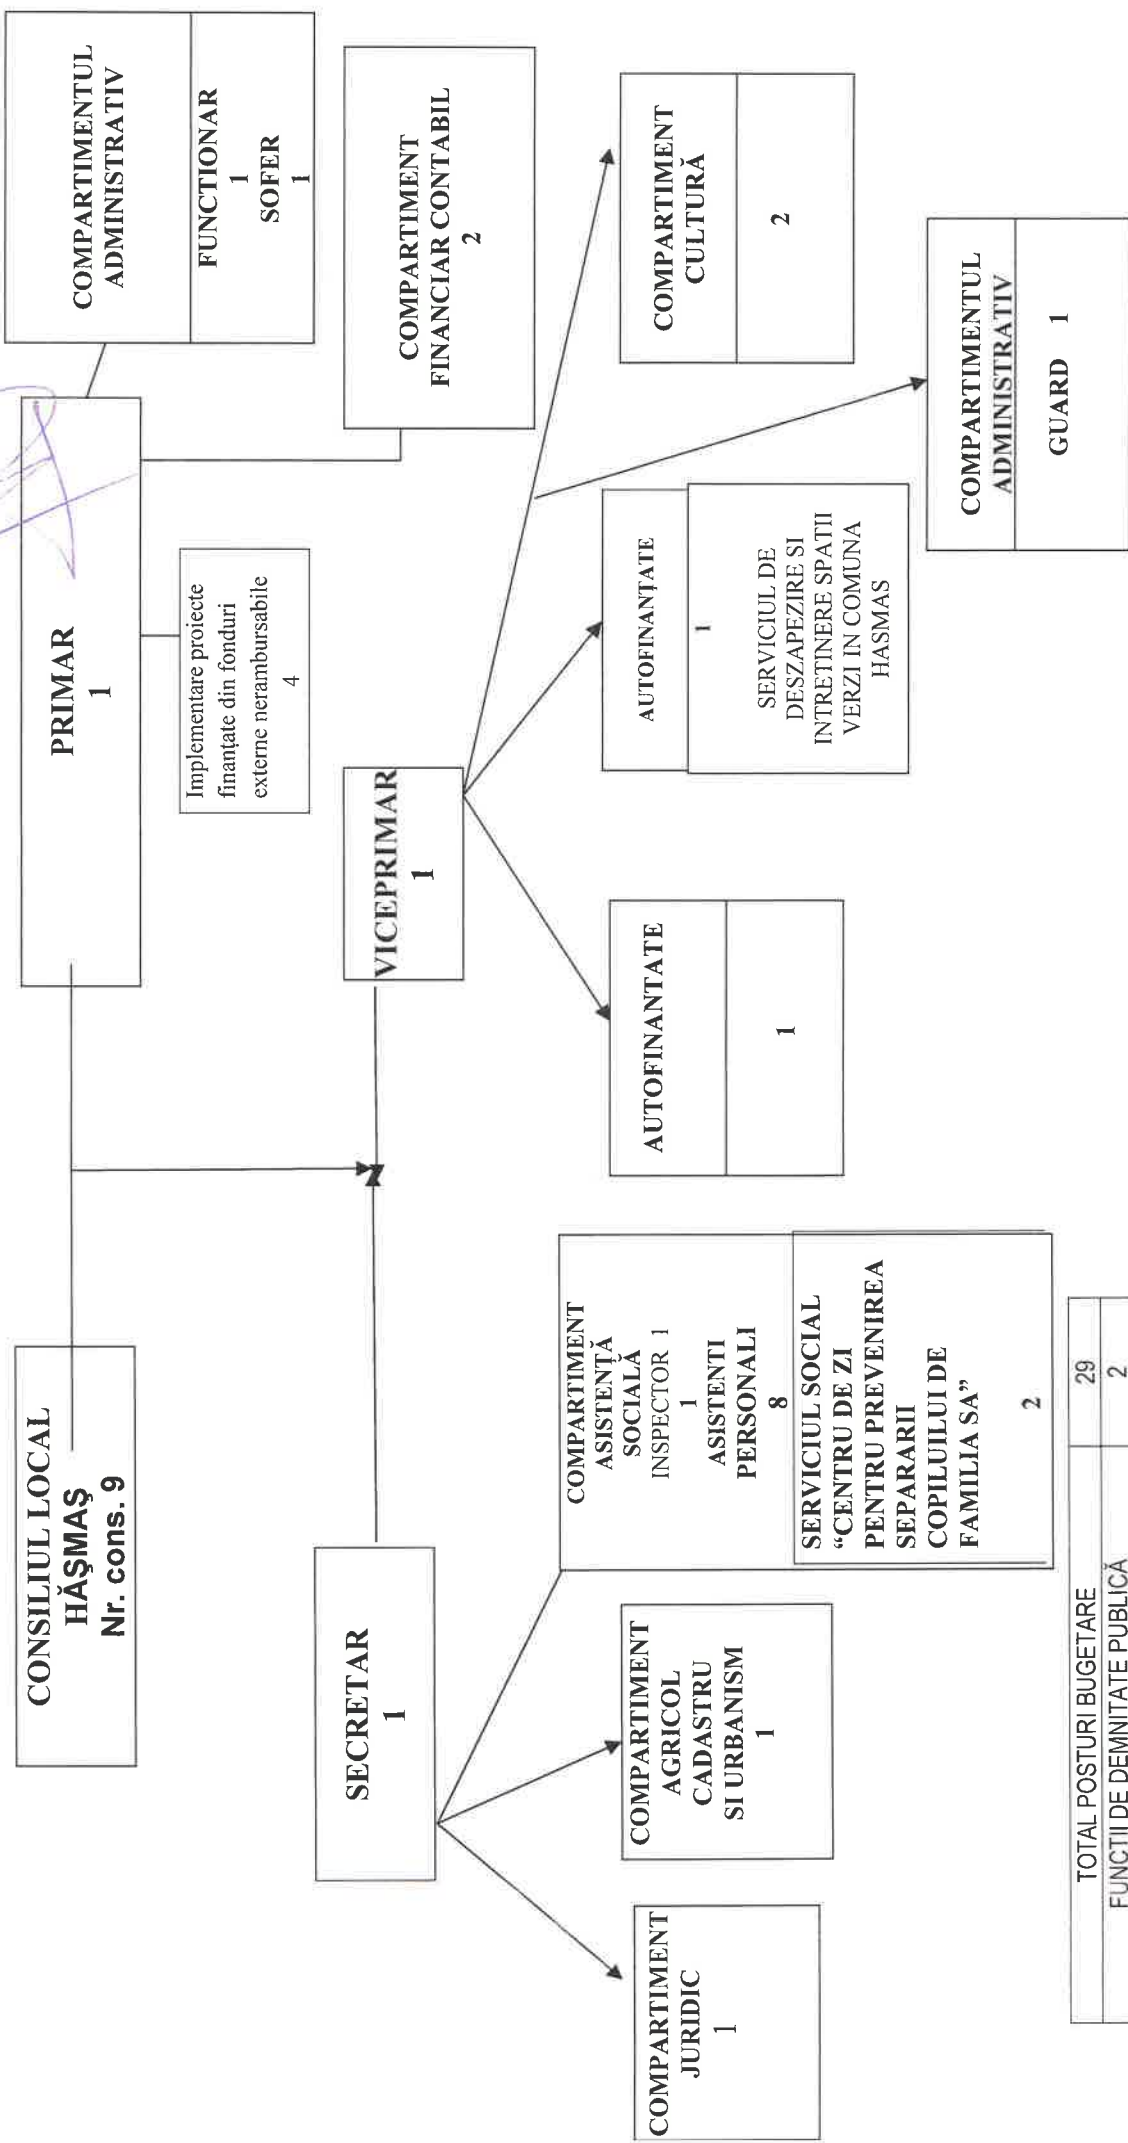 CONSILIUL LOCAL
HĂȘMAȘ
Nr. cons. 9
PRIMAR
1
COMPARTIMENTUL
ADMINISTRATIV
FUNCTIONAR
1
SOFER
1
Implementare proiecte
finanțate din fonduri
externe nerambursabile
4
COMPARTIMENT
FINANCIAR CONTABIL
2
SECRETAR
1
VICEPRIMAR
1
COMPARTIMENT
JURIDIC
1
COMPARTIMENT
AGRICOL
CADASTRU
SI URBANISM
1
COMPARTIMENT
ASISTENȚĂ
SOCIALĂ
INSPECTOR 1
1
ASISTENTI
PERSONALI
8
SERVICIUL SOCIAL
“CENTRU DE ZI
PENTRU PREVENIREA
SEPARARII
COPILULUI DE
FAMILIA SA”
2
AUTOFINANTATE
1
AUTOFINANȚATE
1
SERVICIUL DE
DESZAPEZIRE SI
INTRETINERE SPATII
VERZI IN COMUNA
HASMAS
COMPARTIMENT
CULTURĂ
2
COMPARTIMENTUL
ADMINISTRATIV
GUARD 1
TOTAL POSTURI BUGETARE 29
FUNCTII DE DEMNITATE PUBLICĂ 2